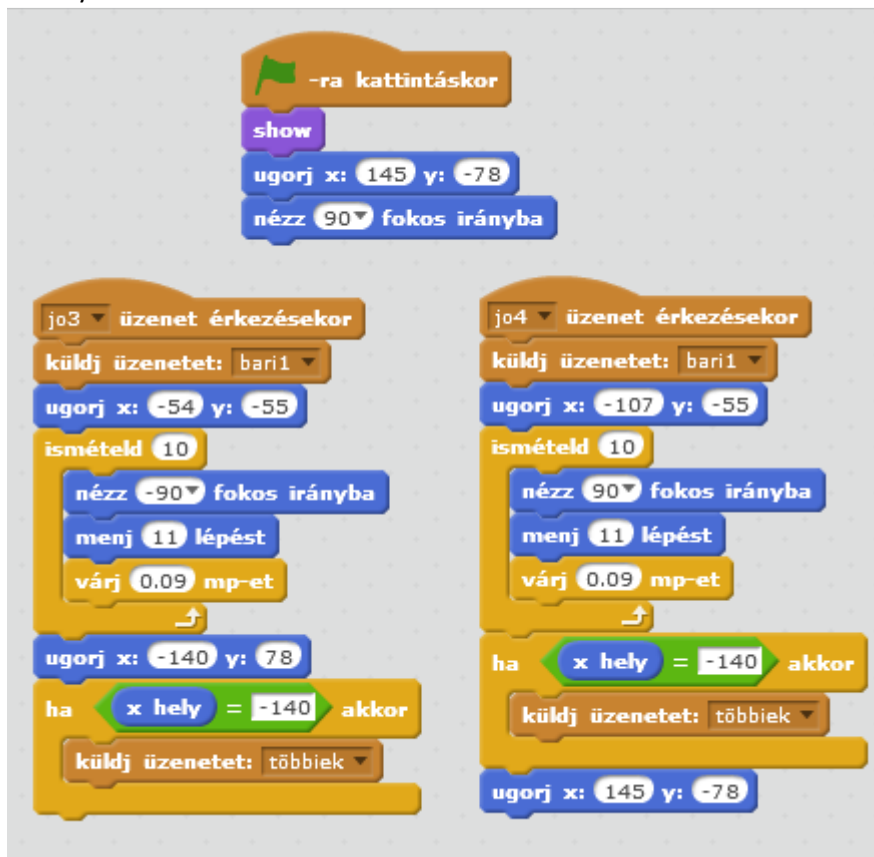 -ra kattintáskor
show
ugorj x: 145 y: -78
nézz 90 fokos irányba
jo3 üzenet érkezésekor
küldj üzenetet: bari1
ugorj x: -54 y: -55
ismételd 10
nézz -90 fokos irányba
menj 11 lépést
várj 0.09 mp-et
ugorj x: -140 y: 78
ha x hely = -140 akkor
küldj üzenetet: többiek
jo4 üzenet érkezésekor
küldj üzenetet: bari1
ugorj x: -107 y: -55
ismételd 10
nézz 90 fokos irányba
menj 11 lépést
várj 0.09 mp-et
ha x hely = -140 akkor
küldj üzenetet: többiek
ugorj x: 145 y: -78